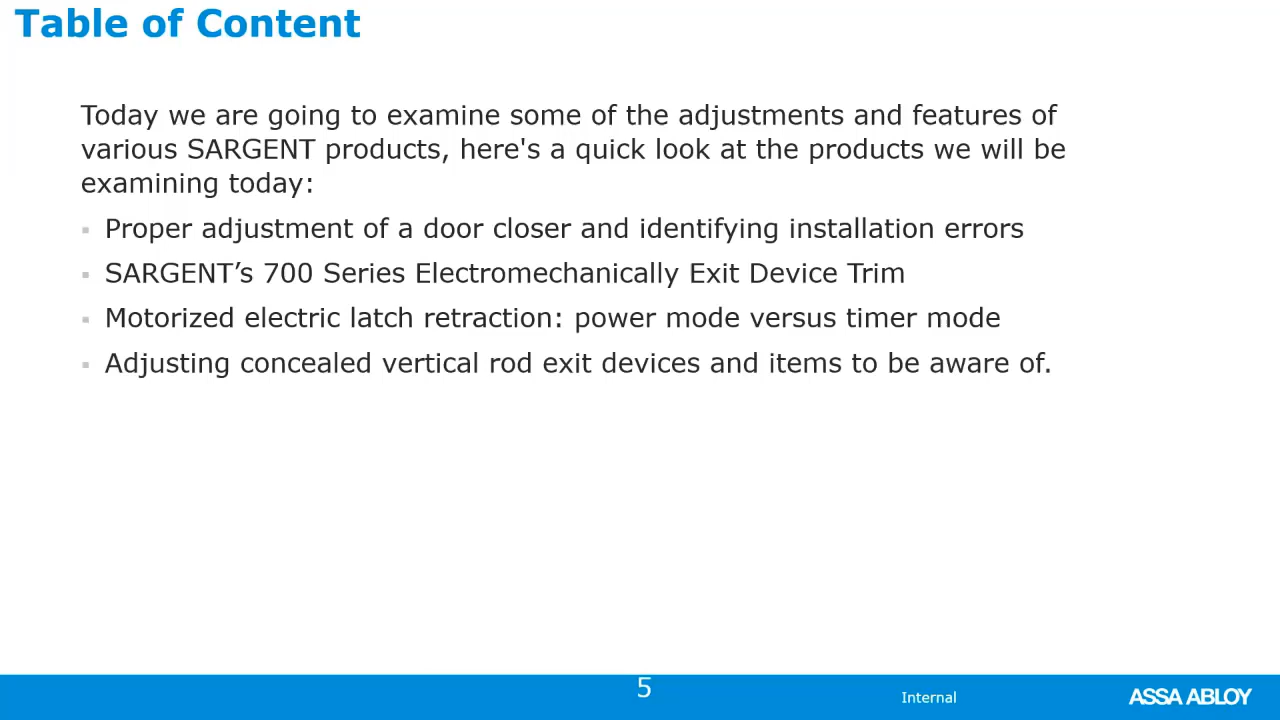 Table of Content
Today we are going to examine some of the adjustments and features of
various SARGENT products, here's a quick look at the products we will be
examining today:
▪ Proper adjustment of a door closer and identifying installation errors
▪ SARGENT’s 700 Series Electromechanically Exit Device Trim
▪ Motorized electric latch retraction: power mode versus timer mode
▪ Adjusting concealed vertical rod exit devices and items to be aware of.
5
Internal
ASSA ABLOY